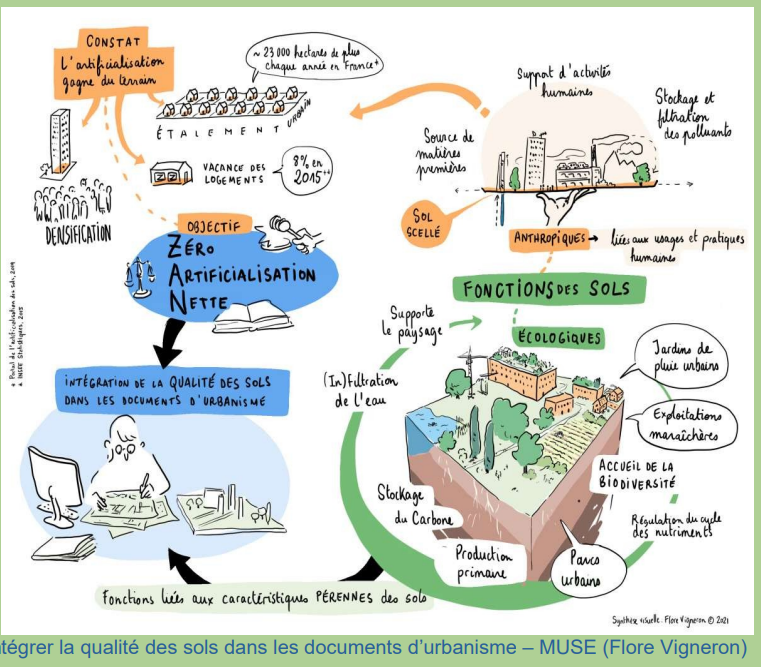 CONSTAT
L'artificialisation
gagne du terrain
~ 23 000 hectares de plus
chaque année en France+
ÉTALEMENT URBAIN
VACANCE DES
LOGEMENTS
8% en
2015++
DENSIFICATION
OBJECTIF
ZÉRO
ARTIFICIALISATION
NETTE
INTÉGRATION DE LA QUALITÉ DES SOLS
DANS LES DOCUMENTS D'URBANISME
Support d'activités
humaines
Stockage et
filtration
des polluants
Source de
matières
premières
SOL
SCELLÉ
ANTHROPIQUES → liées aux usages et pratiques
humaines
FONCTIONS DES SOLS
ÉCOLOGIQUES
Supporte
le paysage
(In)filtration
de l'eau
Stockage
du Carbone
Production
primaire
Parcs
urbains
Jardins de
pluie urbains
Exploitations
maraîchères
ACCUEIL DE LA
BIODIVERSITÉ
Régulation du cycle
des nutriments
Fonctions liées aux caractéristiques PÉRENNES des sols
+ Portail de l'artificialisation des sols, 2019
INSEE Statistiques, 2015
Synthèse visuelle. Flore Vigneron © 2021
ntégrer la qualité des sols dans les documents d'urbanisme – MUSE (Flore Vigneron)